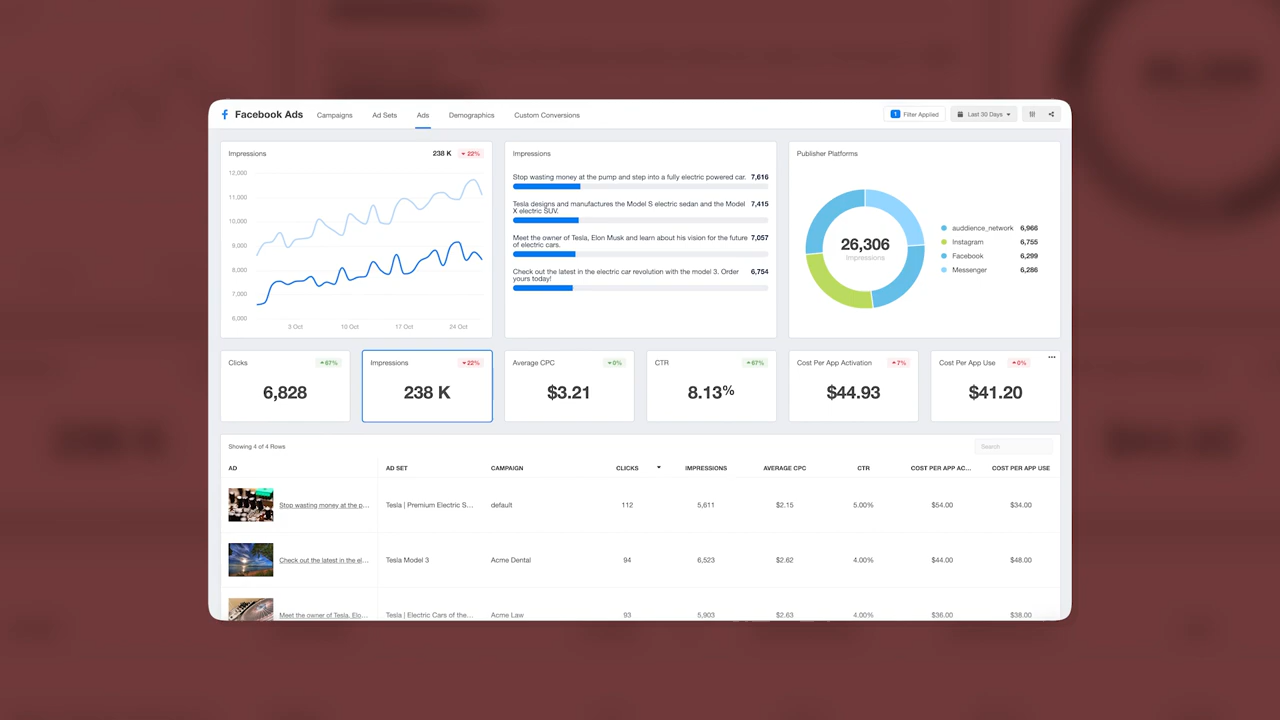 Facebook Ads
Campaigns
Ad Sets
Ads
Demographics
Custom Conversions
1 Filter Applied
Last 30 Days
Impressions
238 K
22%
12,000
11,000
10,000
9,000
8,000
7,000
6,000
3 Oct
10 Oct
17 Oct
24 Oct
Impressions
Stop wasting money at the pump and step into a fully electric powered car. 7,616
Tesla designs and manufactures the Model S electric sedan and the Model 7,415
X electric SUV.
Meet the owner of Tesla, Elon Musk and learn about his vision for the future 7,057
of electric cars.
Check out the latest in the electric car revolution with the model 3. Order 6,754
yours today!
Publisher Platforms
26,306
Impressions
auddience_network 6,966
Instagram 6,755
Facebook 6,299
Messenger 6,286
Clicks 67%
6,828
Impressions 22%
238 K
Average CPC 0%
$3.21
CTR 67%
8.13%
Cost Per App Activation 7%
$44.93
Cost Per App Use 0%
$41.20
Showing 4 of 4 Rows
Search
AD AD SET CAMPAIGN CLICKS IMPRESSIONS AVERAGE CPC CTR COST PER APP AC... COST PER APP USE
Stop wasting money at the p... Tesla | Premium Electric S... default 112 5,611 $2.15 5.00% $54.00 $34.00
Check out the latest in the el... Tesla Model 3 Acme Dental 94 6,523 $2.62 4.00% $44.00 $48.00
Meet the owner of Tesla, Elo... Tesla | Electric Cars of the... Acme Law 93 5,903 $2.63 4.00% $36.00 $38.00